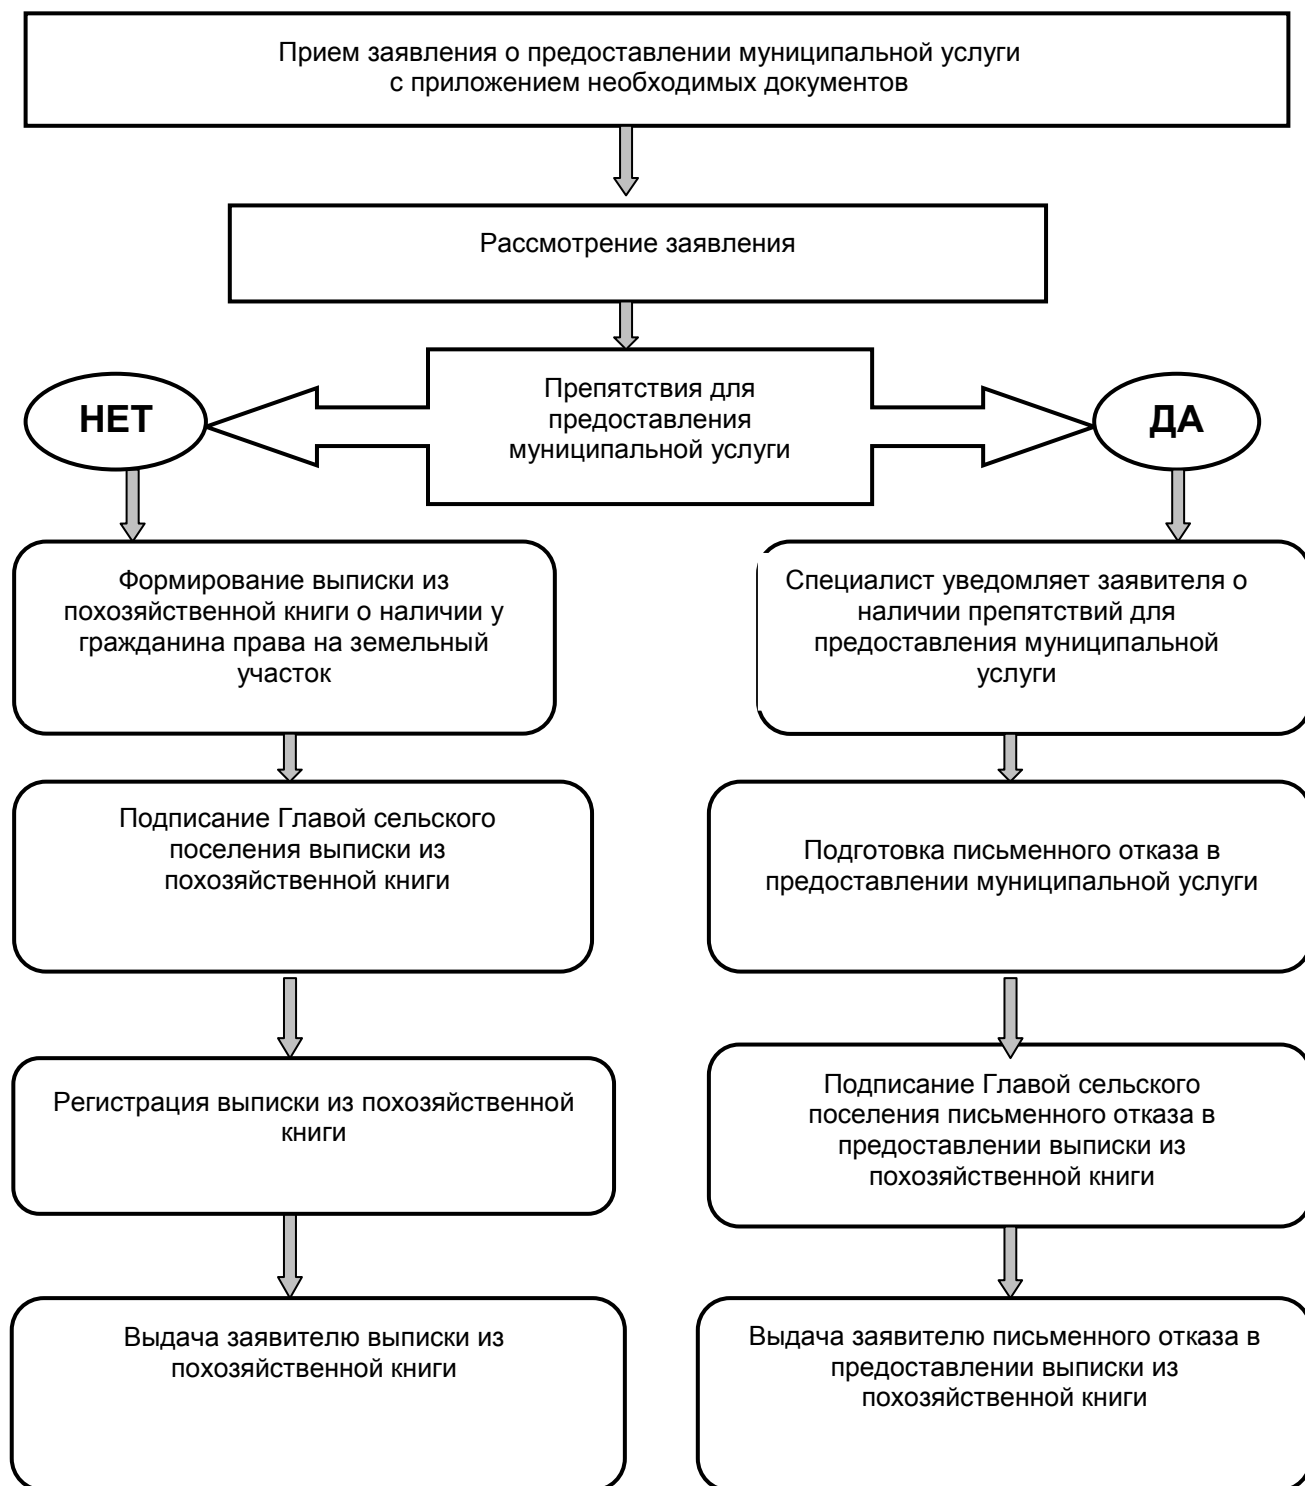 Прием заявления о предоставлении муниципальной услуги
с приложением необходимых документов
Рассмотрение заявления
Препятствия для
предоставления
муниципальной услуги
НЕТ
ДА
Формирование выписки из
похозяйственной книги о наличии у
гражданина права на земельный
участок
Специалист уведомляет заявителя о
наличии препятствий для
предоставления муниципальной
услуги
Подписание Главой сельского
поселения выписки из
похозяйственной книги
Подготовка письменного отказа в
предоставлении муниципальной услуги
Регистрация выписки из похозяйственной
книги
Подписание Главой сельского
поселения письменного отказа в
предоставлении выписки из
похозяйственной книги
Выдача заявителю выписки из
похозяйственной книги
Выдача заявителю письменного отказа в
предоставлении выписки из
похозяйственной книги